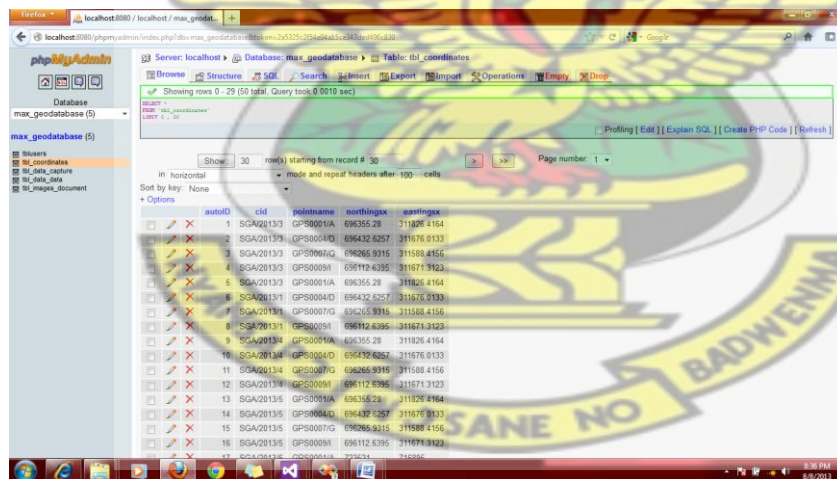 Firefox
localhost:8080 / localhost / max_geodat...
localhost:8080/phpmyadmin/index.php?db=max_geodatabase&token=2a5325c2f54e94a15ce943ded496c830
Google
phpMyAdmin
Server: localhost Database: max_geodatabase Table: tbl_coordinates
Browse Structure SQL Search Insert Export Import Operations Empty Drop
Showing rows 0 - 29 (50 total, Query took 0.0010 sec)
SELECT *
FROM `tbl_coordinates`
LIMIT 0 , 30
Profiling [ Edit ] [ Explain SQL ] [ Create PHP Code ] [ Refresh ]
Database
max_geodatabase (5)
max_geodatabase (5)
tblusers
tbl_coordinates
tbl_data_capture
tbl_data_data
tbl_images_document
Show: 30 row(s) starting from record # 30 > >> Page number: 1
in horizontal mode and repeat headers after 100 cells
Sort by key: None
+ Options
autoID cid pointname northingsx eastingsx
1 SGA/2013/3 GPS0001/A 696355.28 311826.4164
2 SGA/2013/3 GPS0004/D 696432.6257 311676.0133
3 SGA/2013/3 GPS0007/G 696265.9315 311588.4156
4 SGA/2013/3 GPS0009/I 696112.6395 311671.3123
5 SGA/2013/1 GPS0001/A 696355.28 311826.4164
6 SGA/2013/1 GPS0004/D 696432.6257 311676.0133
7 SGA/2013/1 GPS0007/G 696265.9315 311588.4156
8 SGA/2013/1 GPS0009/I 696112.6395 311671.3123
9 SGA/2013/4 GPS0001/A 696355.28 311826.4164
10 SGA/2013/4 GPS0004/D 696432.6257 311676.0133
11 SGA/2013/4 GPS0007/G 696265.9315 311588.4156
12 SGA/2013/4 GPS0009/I 696112.6395 311671.3123
13 SGA/2013/5 GPS0001/A 696355.28 311826.4164
14 SGA/2013/5 GPS0004/D 696432.6257 311676.0133
15 SGA/2013/5 GPS0007/G 696265.9315 311588.4156
16 SGA/2013/5 GPS0009/I 696112.6395 311671.3123
17 SGA/2013/6 GPS0001/A 723621 716896
SANE NO BADWENMA
8:36 PM
8/8/2013